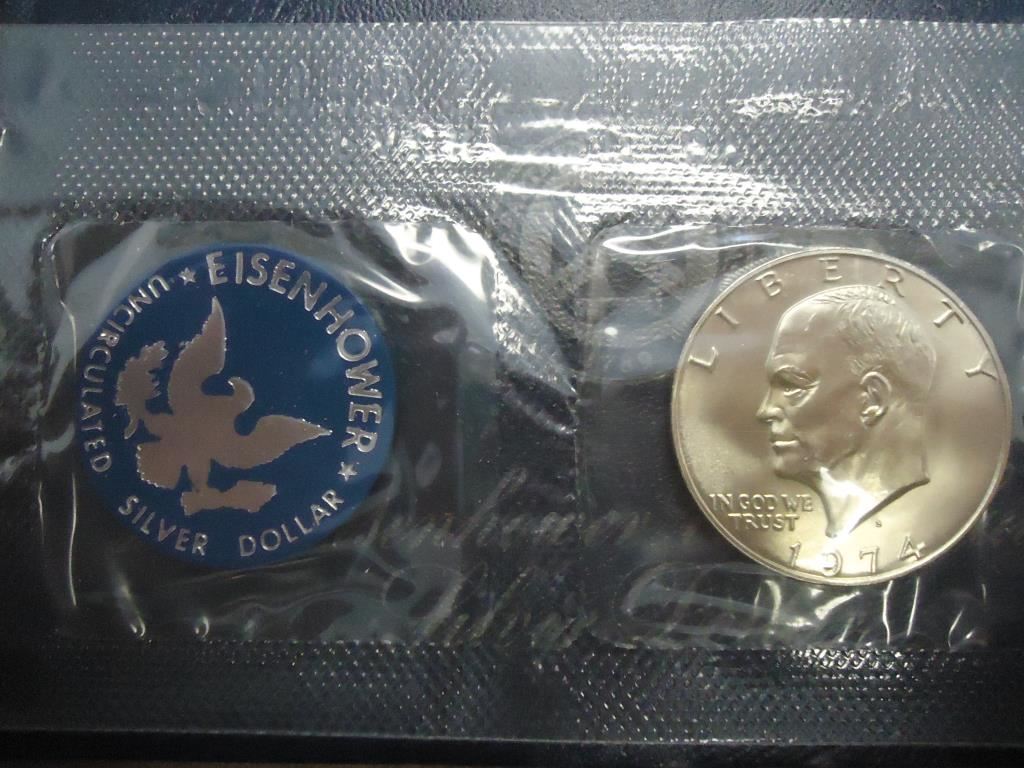 ★ EISENHOWER ★
UNCIRCULATED SILVER DOLLAR
LIBERTY
IN GOD WE
TRUST
S
1974